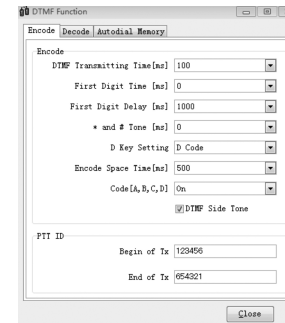 DTMF Function
Encode Decode Autodial Memory
Encode
DTMF Transmitting Time[ms] 100
First Digit Time [ms] 0
First Digit Delay [ms] 1000
* and # Tone [ms] 0
D Key Setting D Code
Encode Space Time[ms] 500
Code[A,B,C,D] On
DTMF Side Tone
PTT ID
Begin of Tx 123456
End of Tx 654321
Close